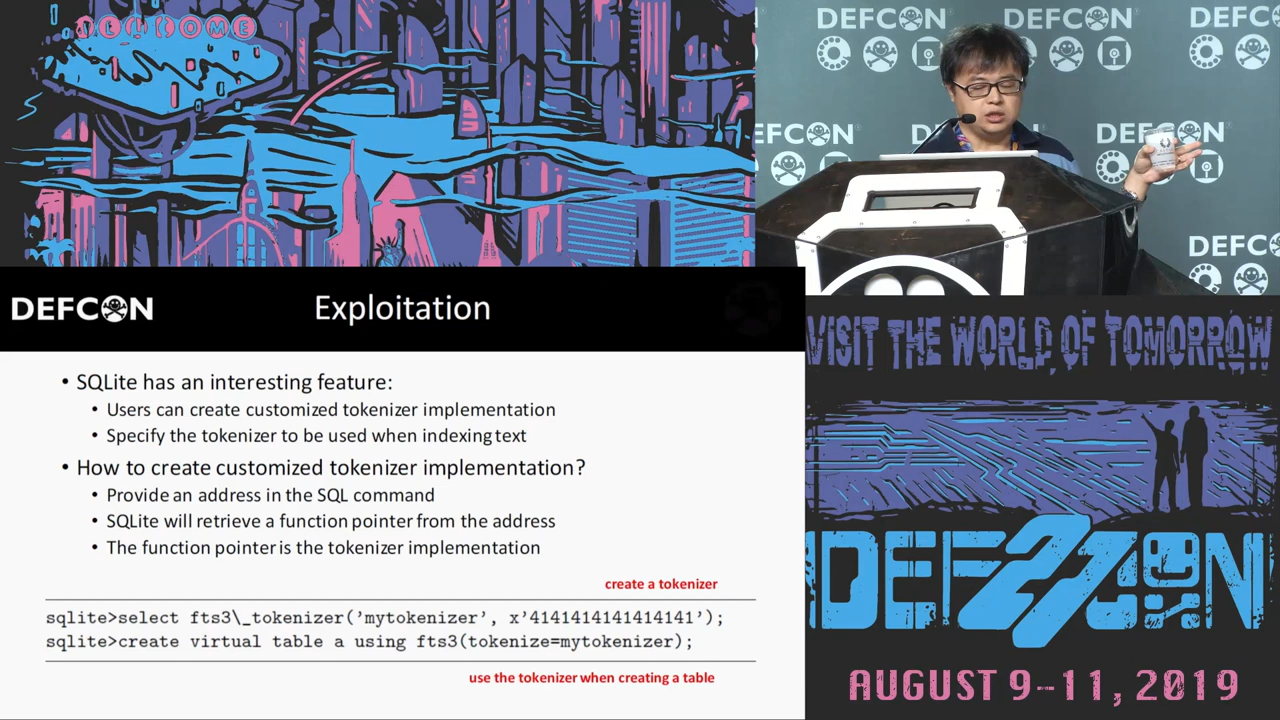 WELCOME
DEFCON
DEFCON
DEFC
DEFCON
DEFCON
DEFC
DEFCON
Exploitation
• SQLite has an interesting feature:
• Users can create customized tokenizer implementation
• Specify the tokenizer to be used when indexing text
• How to create customized tokenizer implementation?
• Provide an address in the SQL command
• SQLite will retrieve a function pointer from the address
• The function pointer is the tokenizer implementation
create a tokenizer
sqlite>select fts3\_tokenizer('mytokenizer', x'4141414141414141');
sqlite>create virtual table a using fts3(tokenize=mytokenizer);
use the tokenizer when creating a table
VISIT THE WORLD OF TOMORROW
DEF27CON
AUGUST 9-11, 2019